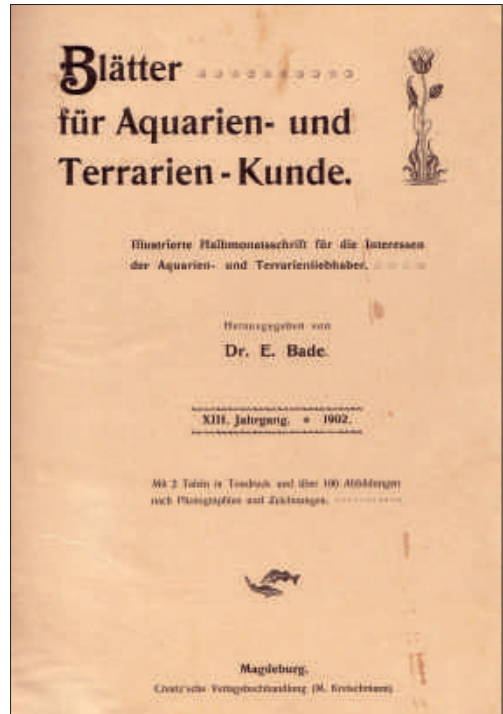 Blätter
für Aquarien- und
Terrarien-Kunde.
Illustrierte Halbmonatsschrift für die Interessen
der Aquarien- und Terrarienliebhaber.
Herausgegeben von
Dr. E. Bade.
XIII. Jahrgang. * 1902.
Mit 2 Tafeln in Tondruck und über 100 Abbildungen
nach Photographien und Zeichnungen.
Magdeburg.
Creutz'sche Verlagsbuchhandlung (M. Kretschmann)